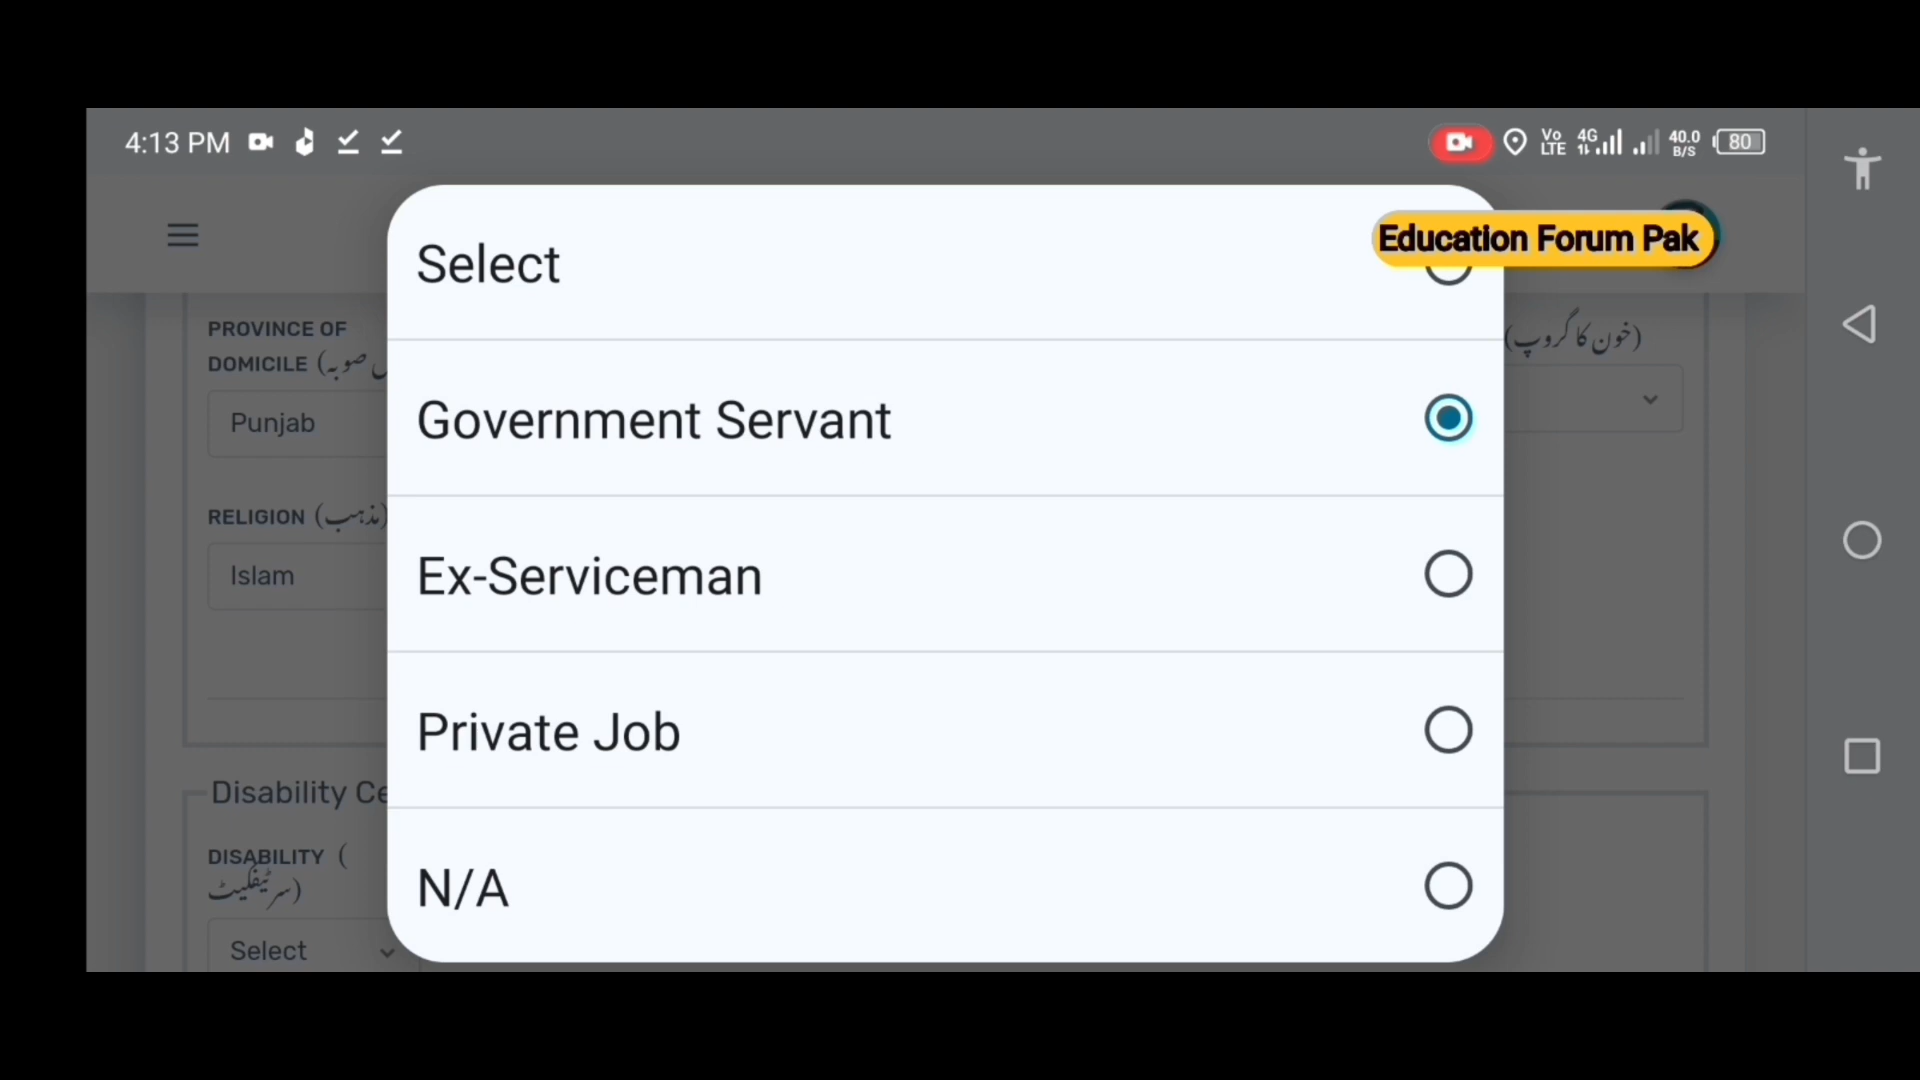 4:13 PM
Vo
LTE
4G
40.0
B/S
80
Select
Education Forum Pak
PROVINCE OF
DOMICILE (صوبہ
Punjab
(خون کا گروپ)
Government Servant
RELIGION (مذہب)
Islam
Ex-Serviceman
Private Job
Disability Ce
DISABILITY (
سرٹیفکیٹ)
Select
N/A